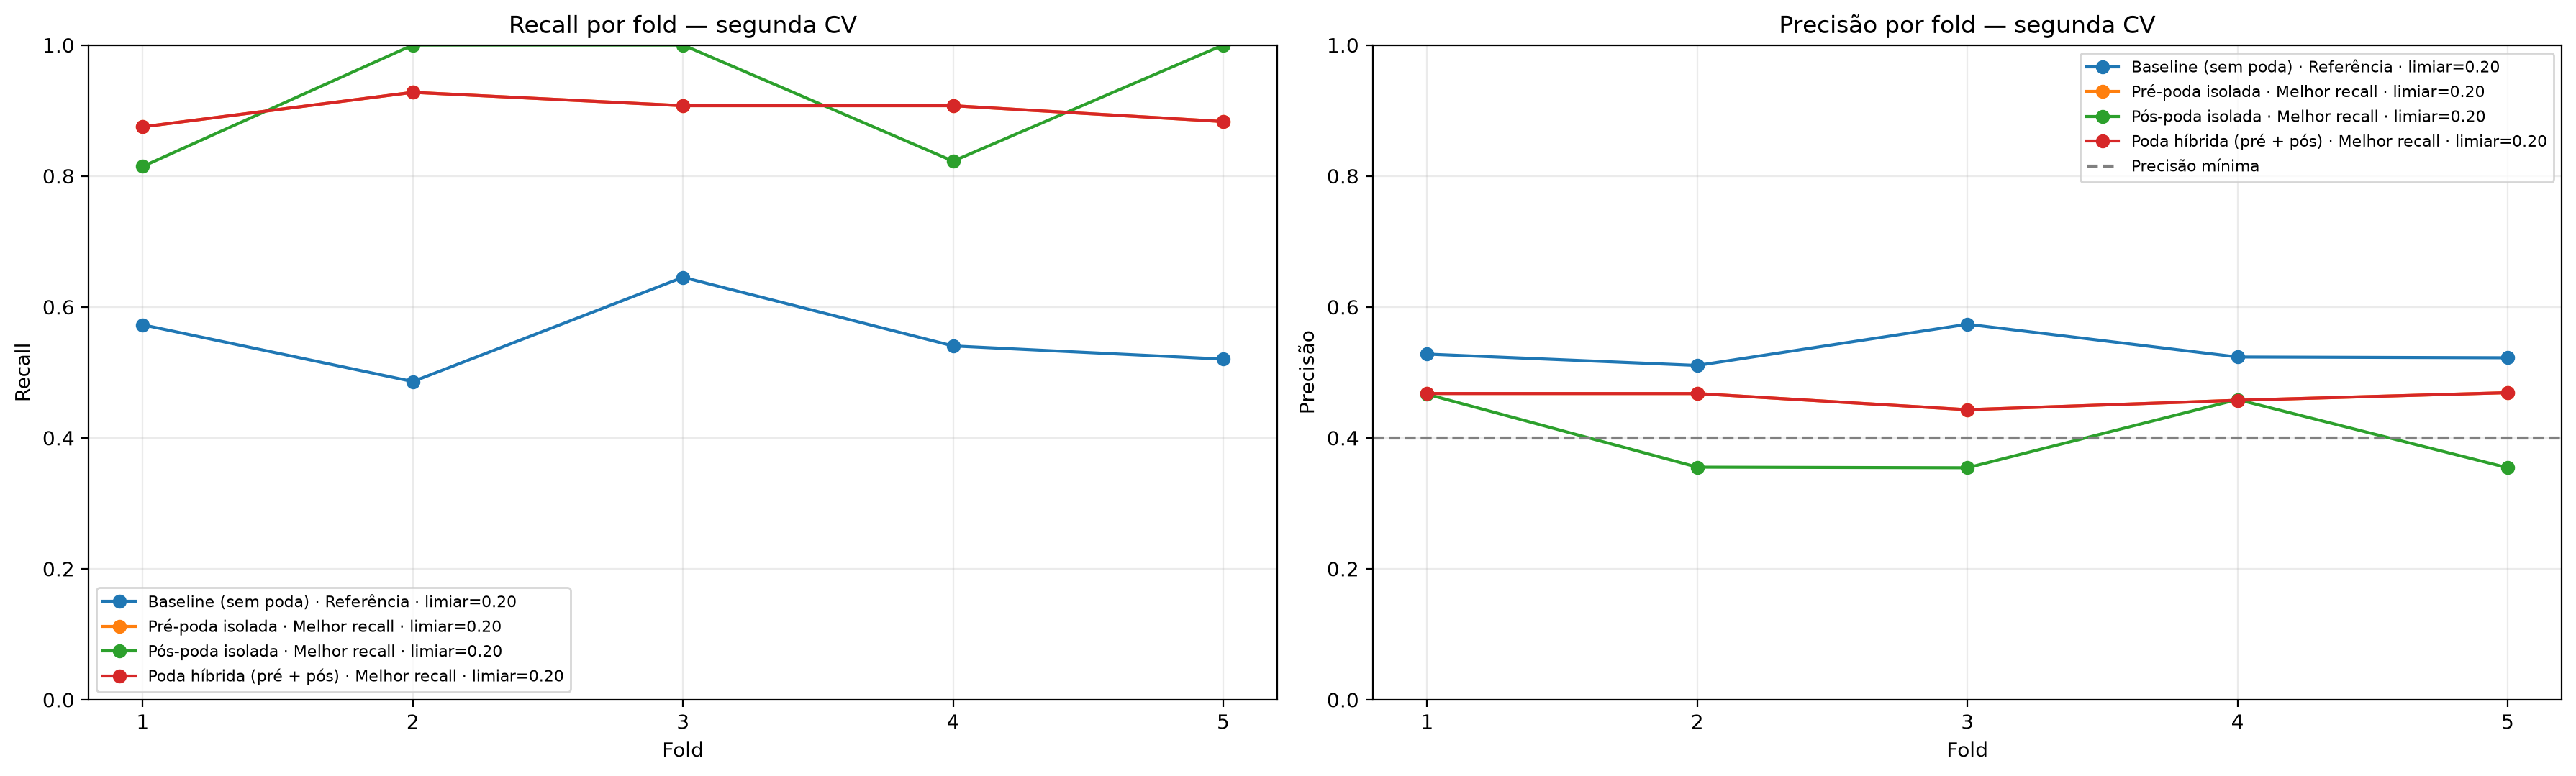 Recall por fold — segunda CV
Recall
1.0
0.8
0.6
0.4
0.2
0.0
Baseline (sem poda) · Referência · limiar=0.20
Pré-poda isolada · Melhor recall · limiar=0.20
Pós-poda isolada · Melhor recall · limiar=0.20
Poda híbrida (pré + pós) · Melhor recall · limiar=0.20
1 2 3 4 5
Fold
Precisão por fold — segunda CV
Precisão
1.0
0.8
0.6
0.4
0.2
0.0
Baseline (sem poda) · Referência · limiar=0.20
Pré-poda isolada · Melhor recall · limiar=0.20
Pós-poda isolada · Melhor recall · limiar=0.20
Poda híbrida (pré + pós) · Melhor recall · limiar=0.20
Precisão mínima
1 2 3 4 5
Fold